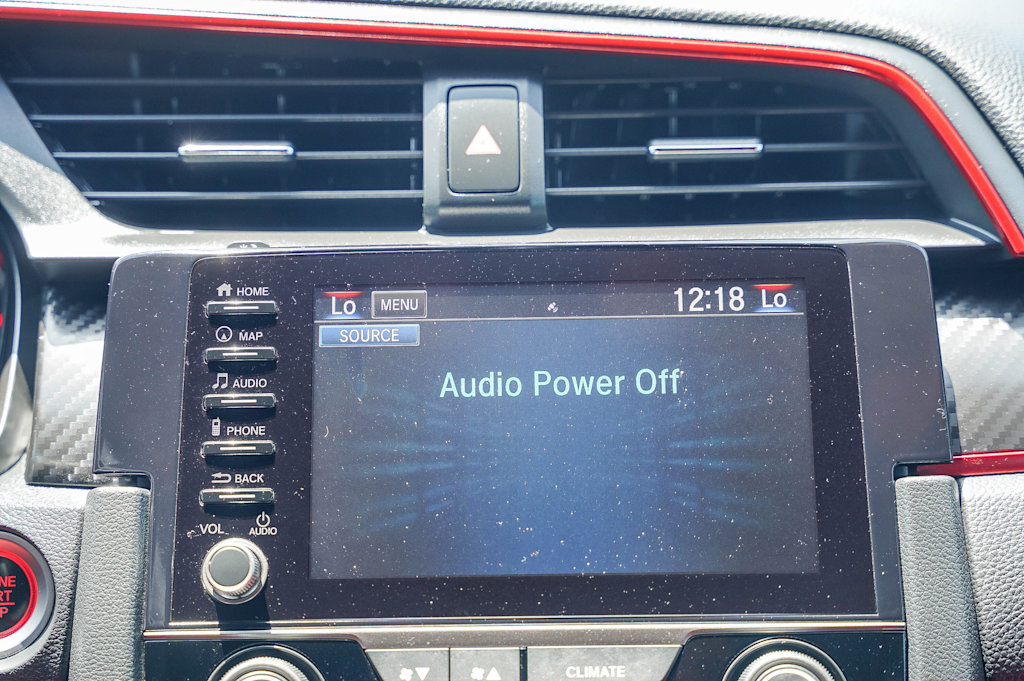 HOME
MAP
AUDIO
PHONE
BACK
VOL
AUDIO
Lo
MENU
12:18
Lo
SOURCE
Audio Power Off
CLIMATE